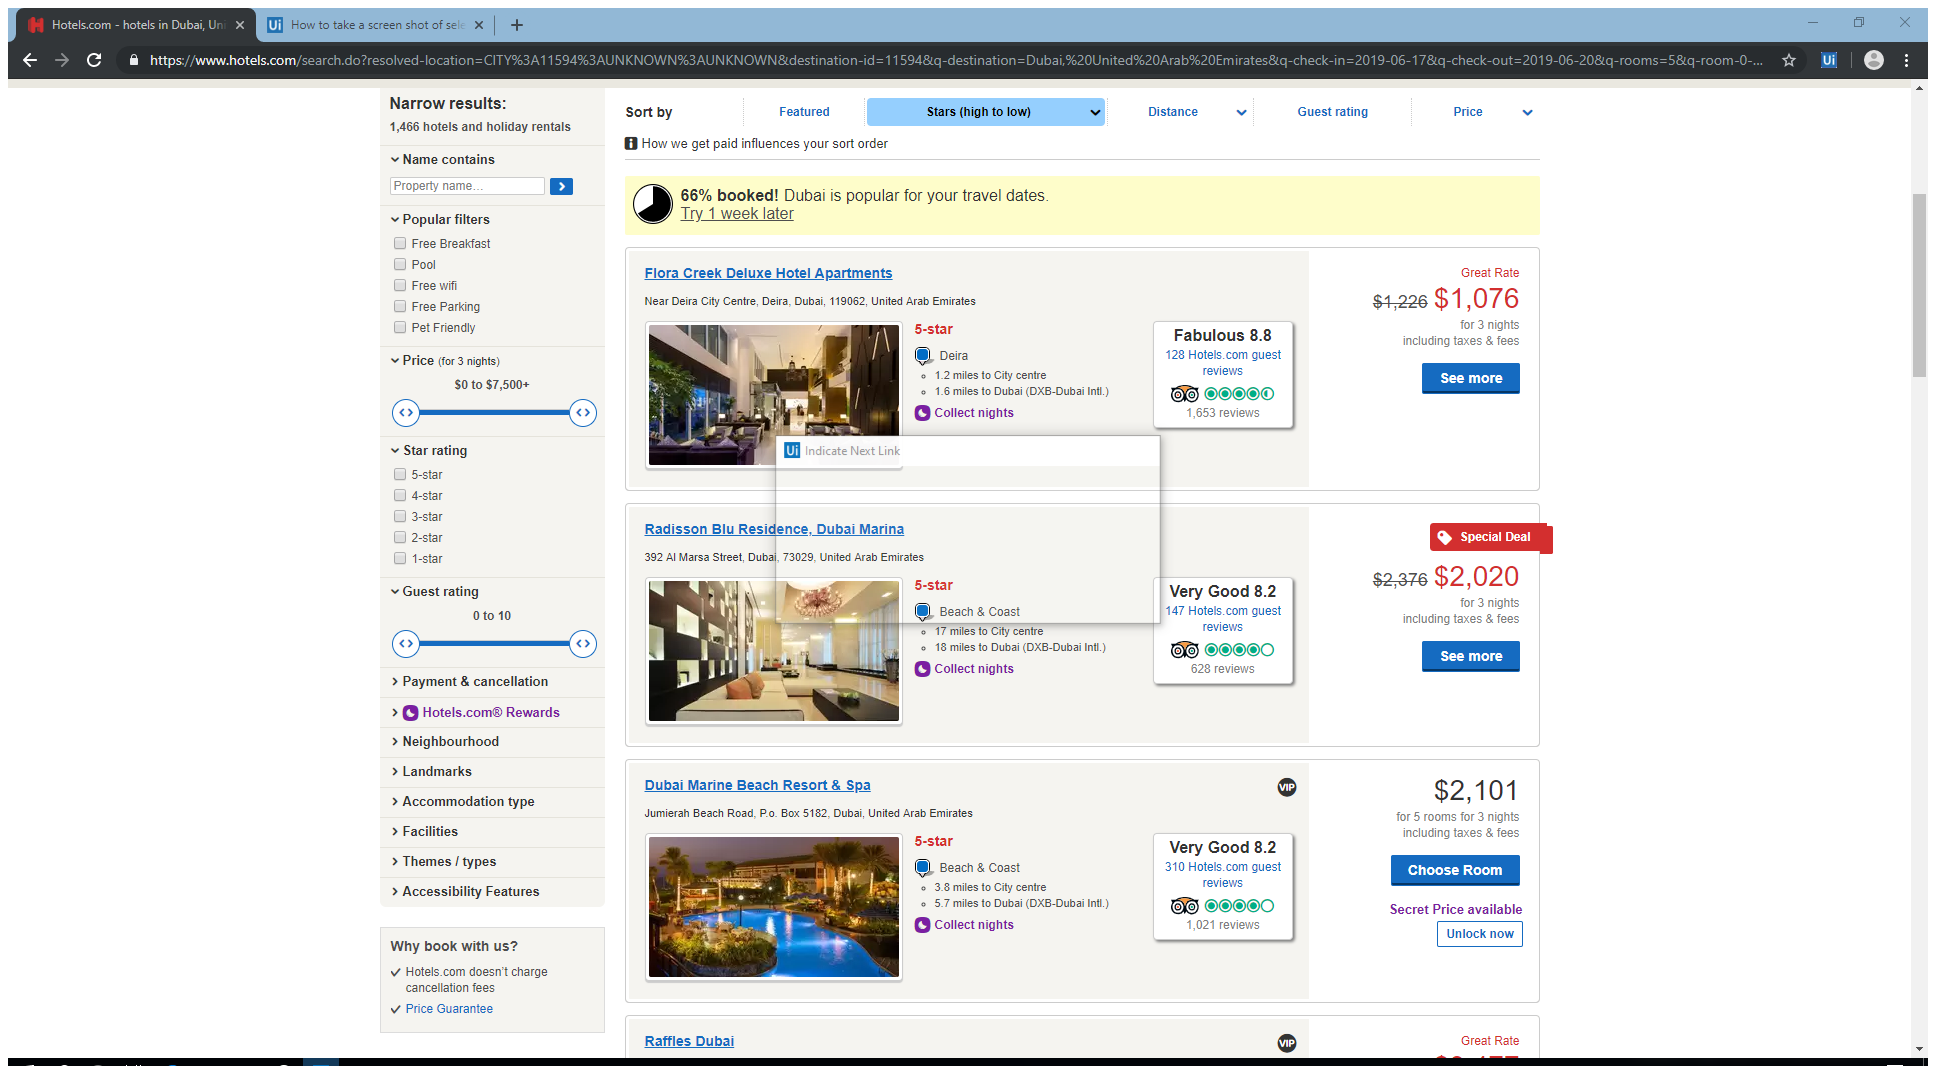 Hotels.com - hotels in Dubai, Uni
How to take a screen shot of sele
https://www.hotels.com/search.do?resolved-location=CITY%3A11594%3AUNKNOWN%3AUNKNOWN&destination-id=11594&q-destination=Dubai,%20United%20Arab%20Emirates&q-check-in=2019-06-17&q-check-out=2019-06-20&q-rooms=5&q-room-0-...
Narrow results:
1,466 hotels and holiday rentals
Name contains
Property name...
Popular filters
Free Breakfast
Pool
Free wifi
Free Parking
Pet Friendly
Price (for 3 nights)
$0 to $7,500+
Star rating
5-star
4-star
3-star
2-star
1-star
Guest rating
0 to 10
Payment & cancellation
Hotels.com® Rewards
Neighbourhood
Landmarks
Accommodation type
Facilities
Themes / types
Accessibility Features
Why book with us?
Hotels.com doesn't charge
cancellation fees
Price Guarantee
Sort by Featured Stars (high to low) Distance Guest rating Price
How we get paid influences your sort order
66% booked! Dubai is popular for your travel dates.
Try 1 week later
Flora Creek Deluxe Hotel Apartments
Near Deira City Centre, Deira, Dubai, 119062, United Arab Emirates
5-star
Deira
1.2 miles to City centre
1.6 miles to Dubai (DXB-Dubai Intl.)
Collect nights
Fabulous 8.8
128 Hotels.com guest
reviews
1,653 reviews
Great Rate
$1,226 $1,076
for 3 nights
including taxes & fees
See more
Ui Indicate Next Link
Radisson Blu Residence, Dubai Marina
392 Al Marsa Street, Dubai, 73029, United Arab Emirates
5-star
Beach & Coast
17 miles to City centre
18 miles to Dubai (DXB-Dubai Intl.)
Collect nights
Very Good 8.2
147 Hotels.com guest
reviews
628 reviews
Special Deal
$2,376 $2,020
for 3 nights
including taxes & fees
See more
Dubai Marine Beach Resort & Spa
VIP
Jumierah Beach Road, P.o. Box 5182, Dubai, United Arab Emirates
5-star
Beach & Coast
3.8 miles to City centre
5.7 miles to Dubai (DXB-Dubai Intl.)
Collect nights
Very Good 8.2
310 Hotels.com guest
reviews
1,021 reviews
$2,101
for 5 rooms for 3 nights
including taxes & fees
Choose Room
Secret Price available
Unlock now
Raffles Dubai
VIP
Great Rate